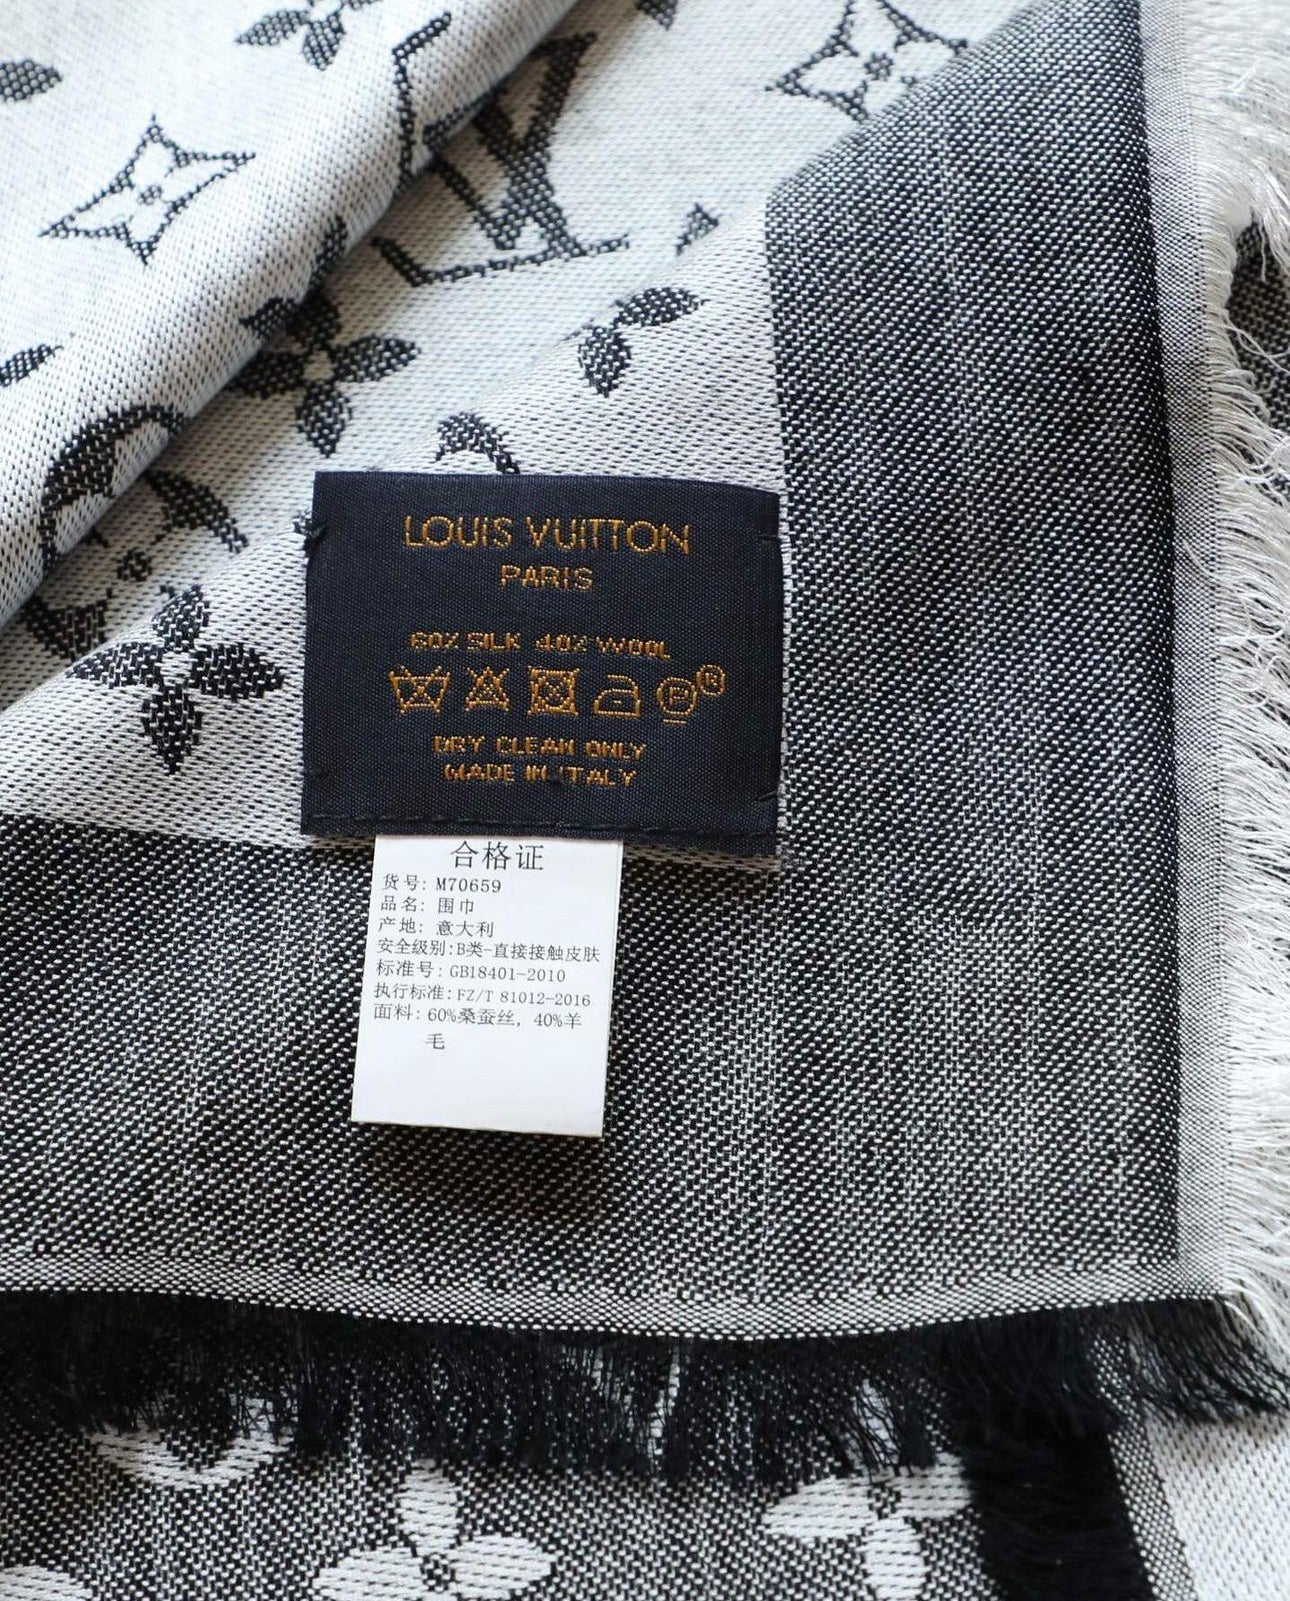 LOUIS VUITTON
PARIS
60% SILK 40% WOOL
P R
DRY CLEAN ONLY
MADE IN ITALY
合格证
货号: M70659
品名: 围巾
产地: 意大利
安全级别:B类-直接接触皮肤
标准号: GB18401-2010
执行标准: FZ/T 81012-2016
面料: 60%桑蚕丝, 40%羊
毛